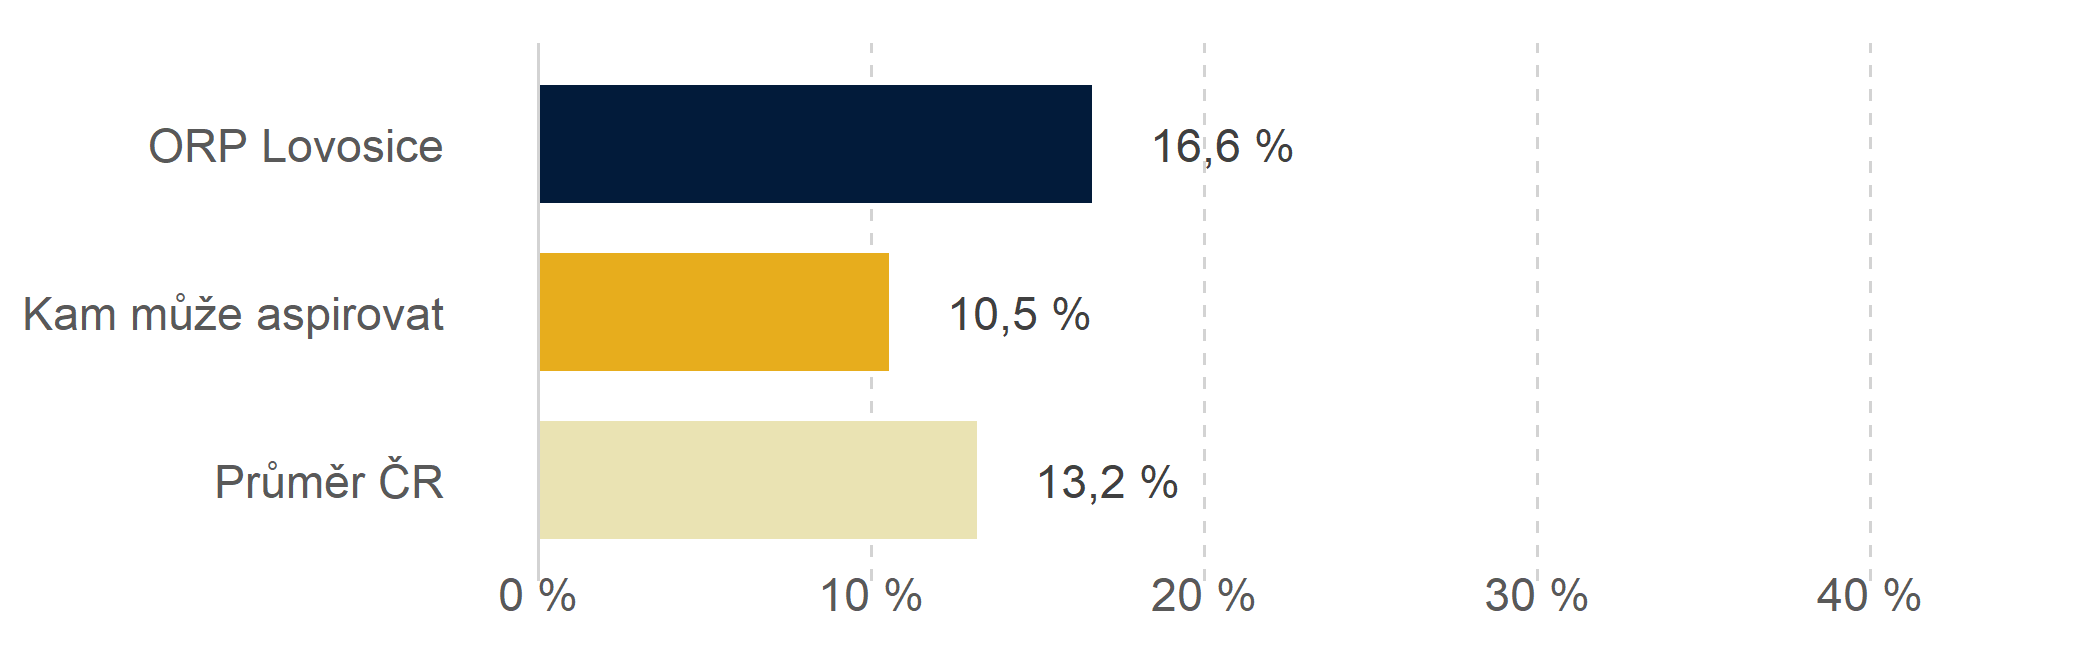 ORP Lovosice
16,6 %
Kam může aspirovat
10,5 %
Průměr ČR
13,2 %
0 %
10 %
20 %
30 %
40 %